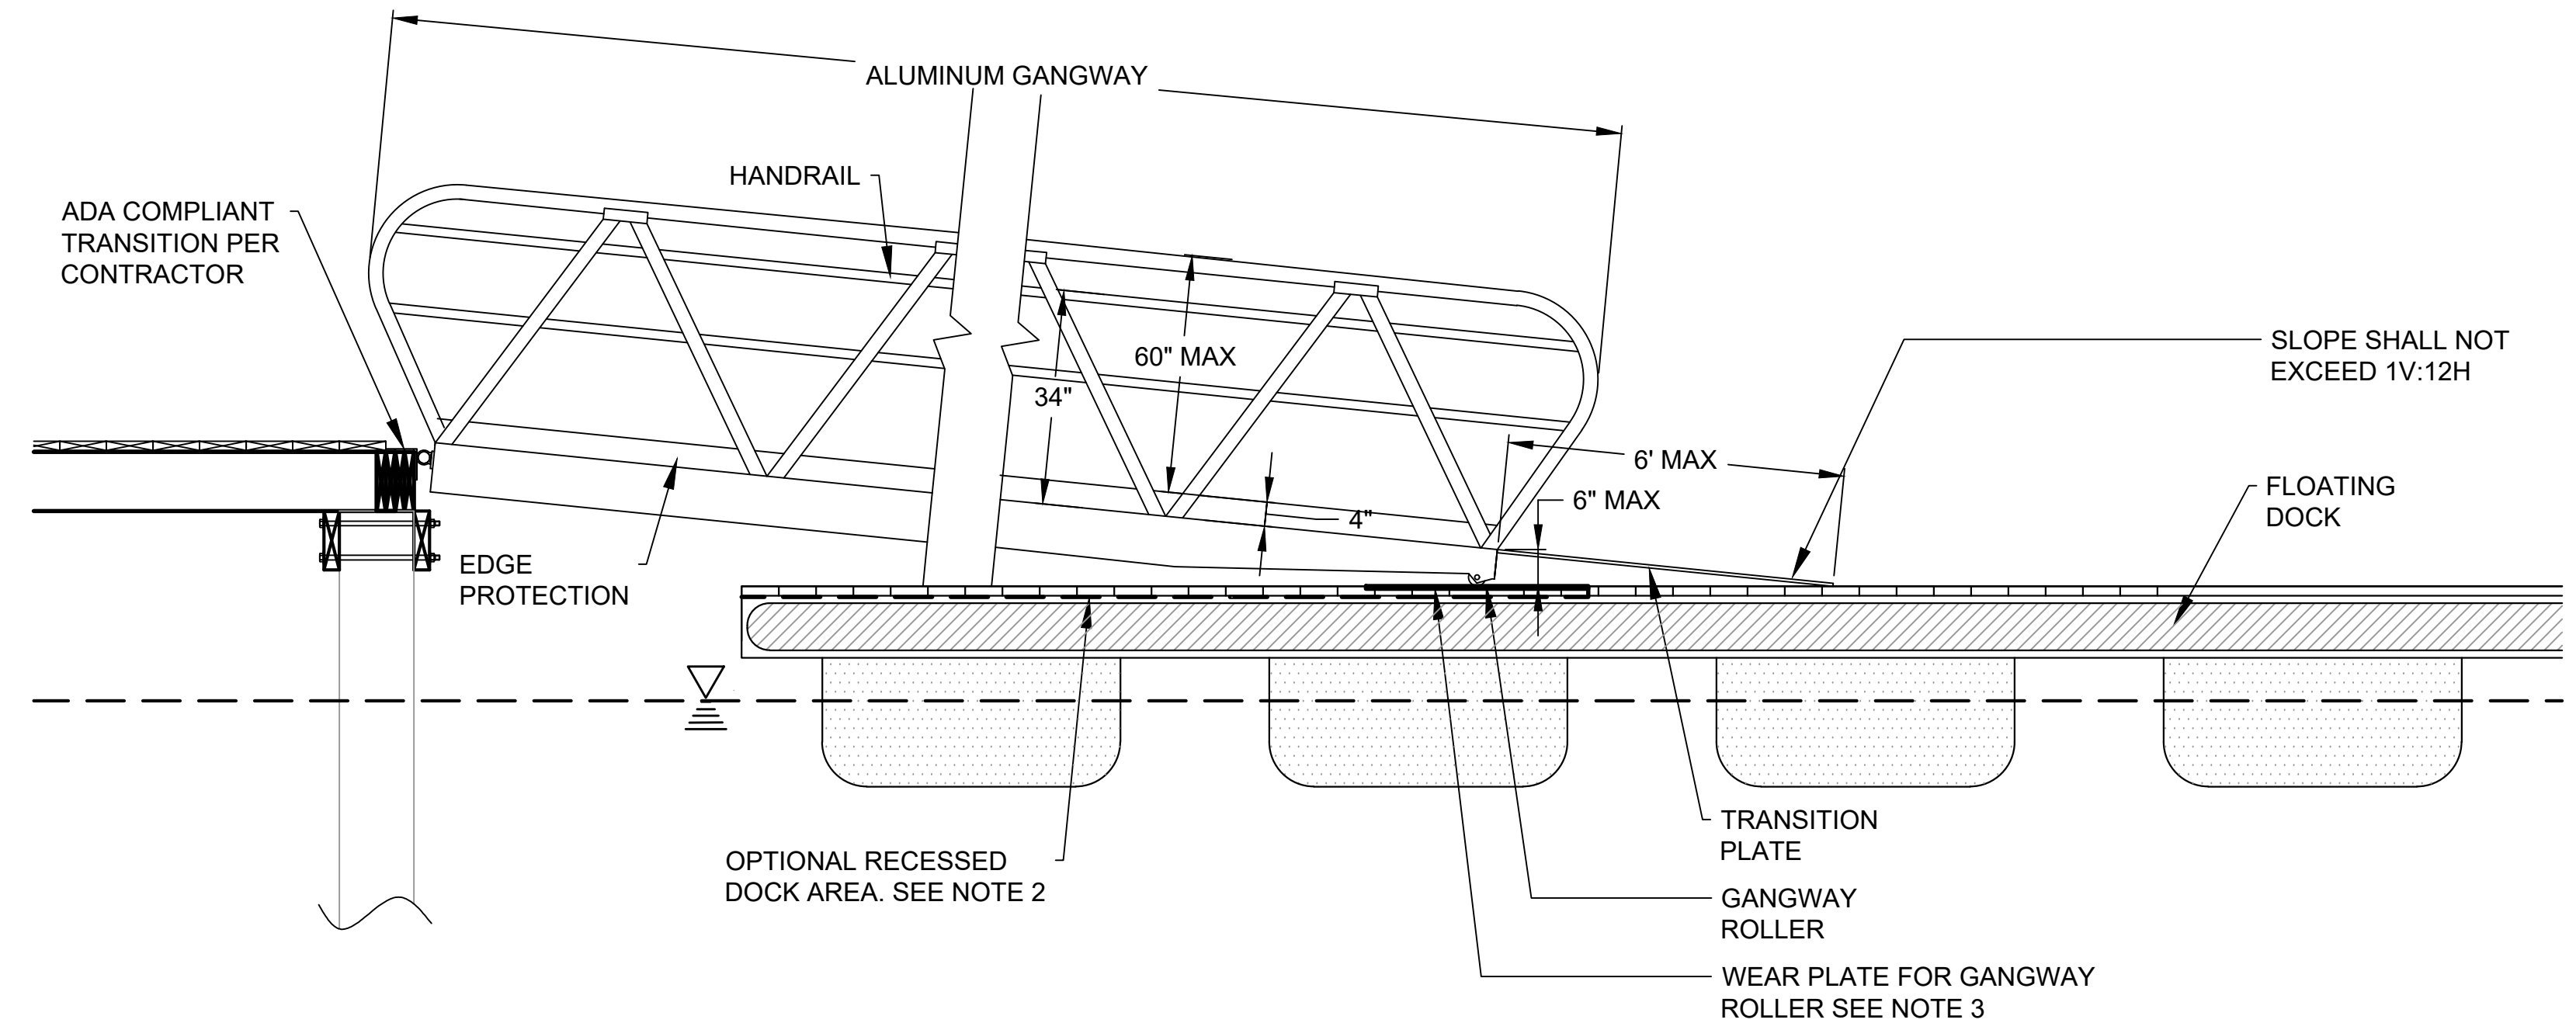 ALUMINUM GANGWAY
HANDRAIL
ADA COMPLIANT
TRANSITION PER
CONTRACTOR
60" MAX
34"
SLOPE SHALL NOT
EXCEED 1V:12H
6' MAX
6" MAX
4"
FLOATING
DOCK
EDGE
PROTECTION
OPTIONAL RECESSED
DOCK AREA. SEE NOTE 2
TRANSITION
PLATE
GANGWAY
ROLLER
WEAR PLATE FOR GANGWAY
ROLLER SEE NOTE 3